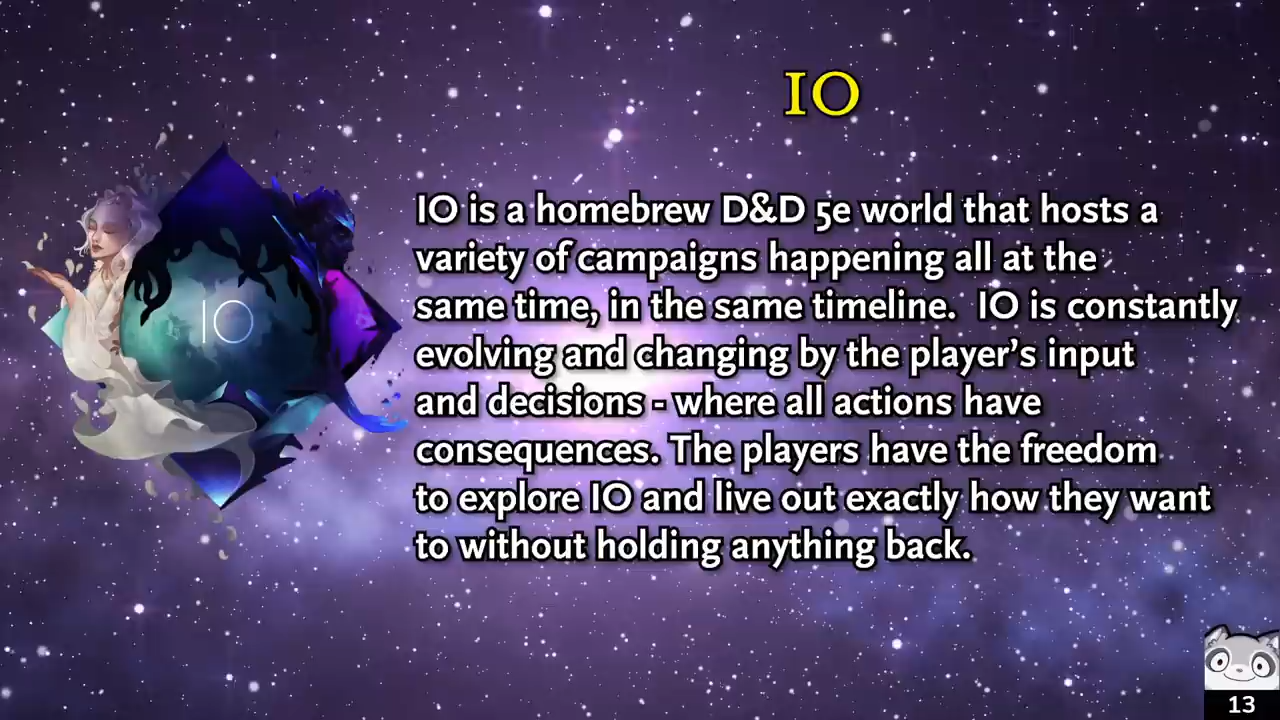 IO
IO
IO is a homebrew D&D 5e world that hosts a
variety of campaigns happening all at the
same time, in the same timeline.  IO is constantly
evolving and changing by the player’s input
and decisions - where all actions have
consequences. The players have the freedom
to explore IO and live out exactly how they want
to without holding anything back.
13